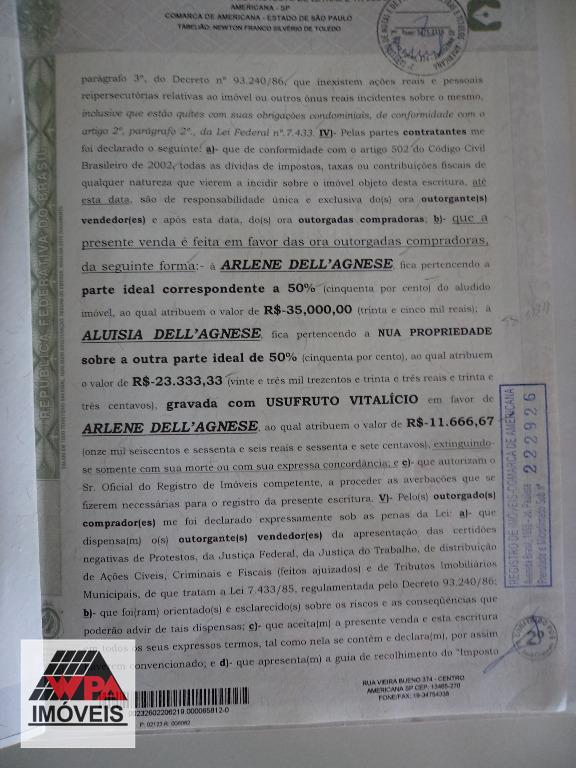 AMERICANA - SP
COMARCA DE AMERICANA - ESTADO DE SÃO PAULO
TABELIÃO: NEWTON FRANCO SILVÉRIO DE TOLEDO
REPÚBLICA FEDERATIVA DO BRASIL
parágrafo 3º, do Decreto nº 93.240/86, que inexistem ações reais e pessoais
reipersecutórias relativas ao imóvel ou outros ônus reais incidentes sobre o mesmo,
inclusive que estão quites com suas obrigações condominiais, de conformidade com o
artigo 2º, parágrafo 2º., da Lei Federal nº.7.433. IV)- Pelas partes contratantes me
foi declarado o seguinte: a)- que de conformidade com o artigo 502 do Código Civil
Brasileiro de 2002, todas as dívidas de impostos, taxas ou contribuições fiscais de
qualquer natureza que vierem a incidir sobre o imóvel objeto desta escritura, até
esta data, são de responsabilidade única e exclusiva do(s) ora outorgante(s)
vendedor(es) e após esta data, do(s) ora outorgadas compradoras; b)- que a
presente venda é feita em favor das ora outorgadas compradoras,
da seguinte forma:- à ARLENE DELL'AGNESE, fica pertencendo a
parte ideal correspondente a 50% (cinquenta por cento) do aludido
imóvel, ao qual atribuem o valor de R$-35,000,00 (trinta e cinco mil reais); à
ALUISIA DELL'AGNESE, fica pertencendo a NUA PROPRIEDADE
sobre a outra parte ideal de 50% (cinquenta por cento), ao qual atribuem
o valor de R$-23.333,33 (vinte e três mil trezentos e trinta e três reais e trinta e
três centavos), gravada com USUFRUTO VITALÍCIO em favor de
ARLENE DELL'AGNESE, ao qual atribuem o valor de R$-11.666,67
(onze mil seiscentos e sessenta e seis reais e sessenta e sete centavos), extinguindo-
se somente com sua morte ou com sua expressa concordância; e c)- que autorizam o
Sr. Oficial do Registro de Imóveis competente, a proceder as averbações que se
fizerem necessárias para o registro da presente escritura. V)- Pelo(s) outorgado(s)
comprador(es) me foi declarado expressamente sob as penas da Lei: a)- que
dispensa(m) o(s) outorgante(s) vendedor(es) da apresentação das certidões
negativas de Protestos, da Justiça Federal, da Justiça do Trabalho, de distribuição
de Ações Cíveis, Criminais e Fiscais (feitos ajuizados) e de Tributos Imobiliários
Municipais, de que tratam a Lei 7.433/85, regulamentada pelo Decreto 93.240/86;
b)- que foi(ram) orientado(s) e esclarecido(s) sobre os riscos e as conseqüências que
poderão advir de tais dispensas; c)- que aceita(m) a presente venda e esta escritura
em todos os seus expressos termos, tal como nela se contém e declara(m), por assim
convencionado; e d)- que apresenta(m) a guia de recolhimento do "Imposto
REGISTRO DE IMÓVEIS-COMARCA DE AMERICANA
222926
WPA
IMÓVEIS
00232602206219.000065812-0
RUA VIEIRA BUENO 374 - CENTRO
AMERICANA SP CEP: 13465-270
FONE/FAX: 19-34754338